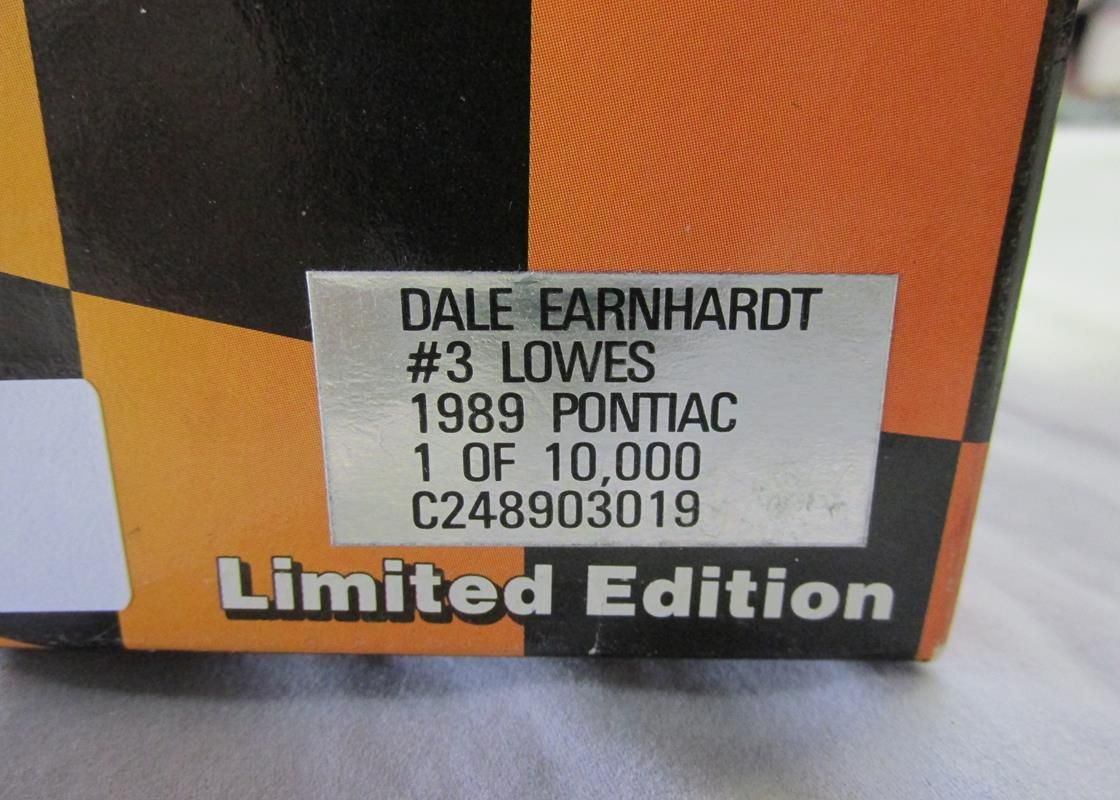 DALE EARNHARDT
#3 LOWES
1989 PONTIAC
1 OF 10,000
C248903019
Limited Edition